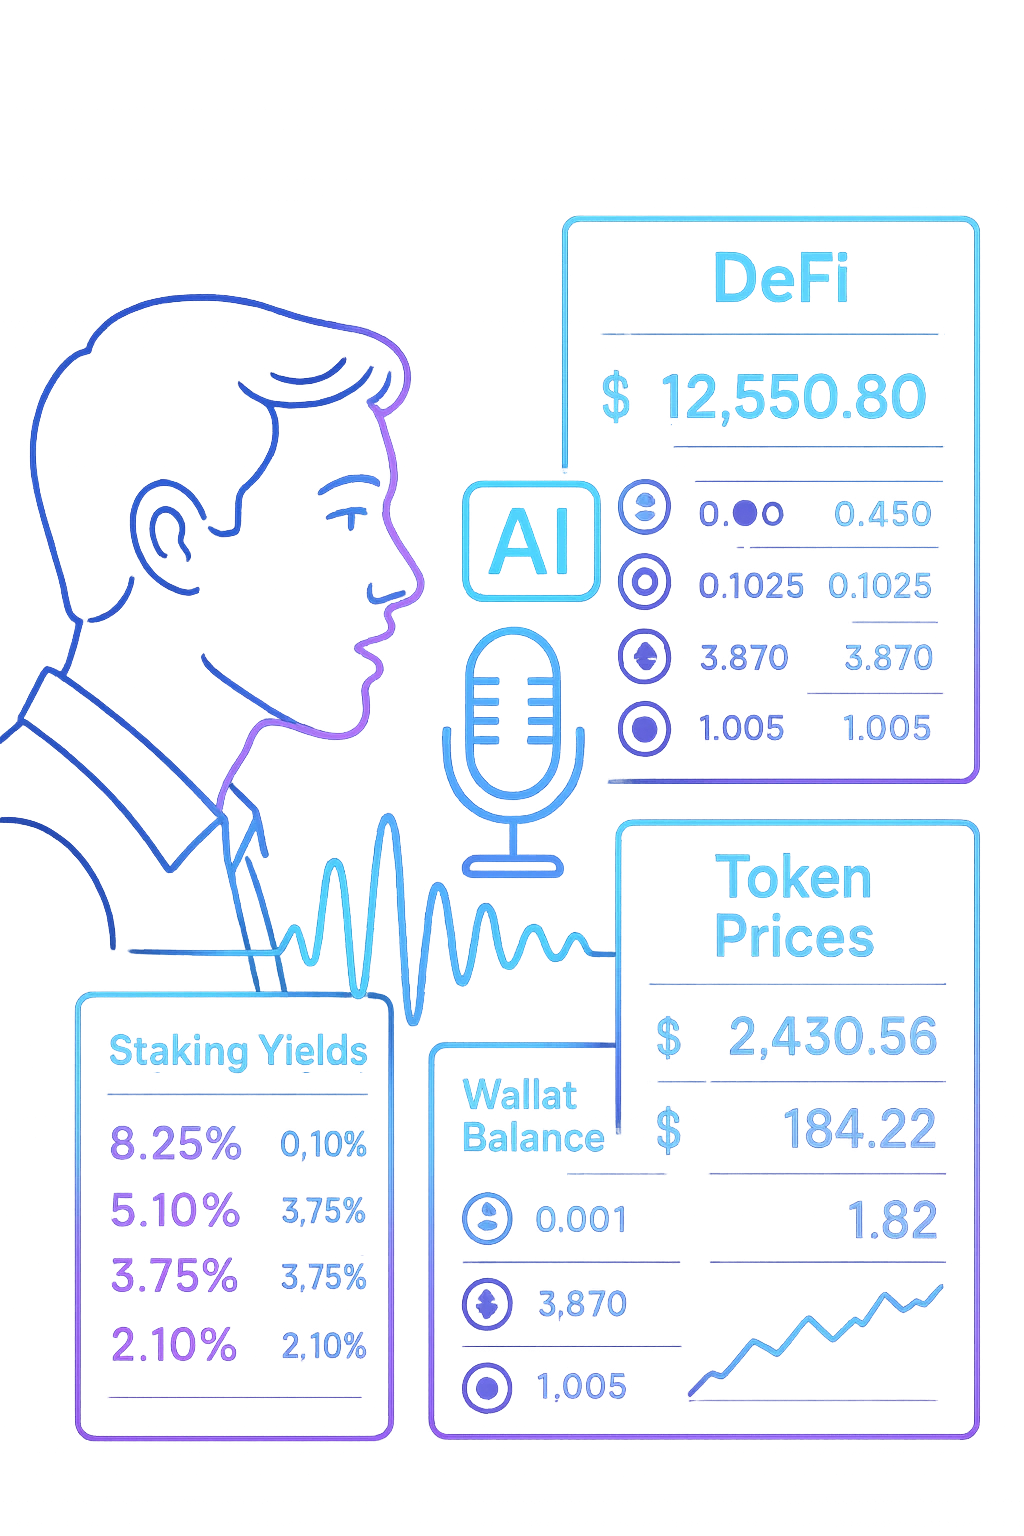 DeFi
$ 12,550.80
0.450
0.1025 0.1025
3.870 3.870
1.005 1.005
AI
Token
Prices
$ 2,430.56
$ 184.22
1.82
Staking Yields
8.25% 0,10%
5.10% 3,75%
3.75% 3,75%
2.10% 2,10%
Wallat
Balance
0.001
3,870
1,005